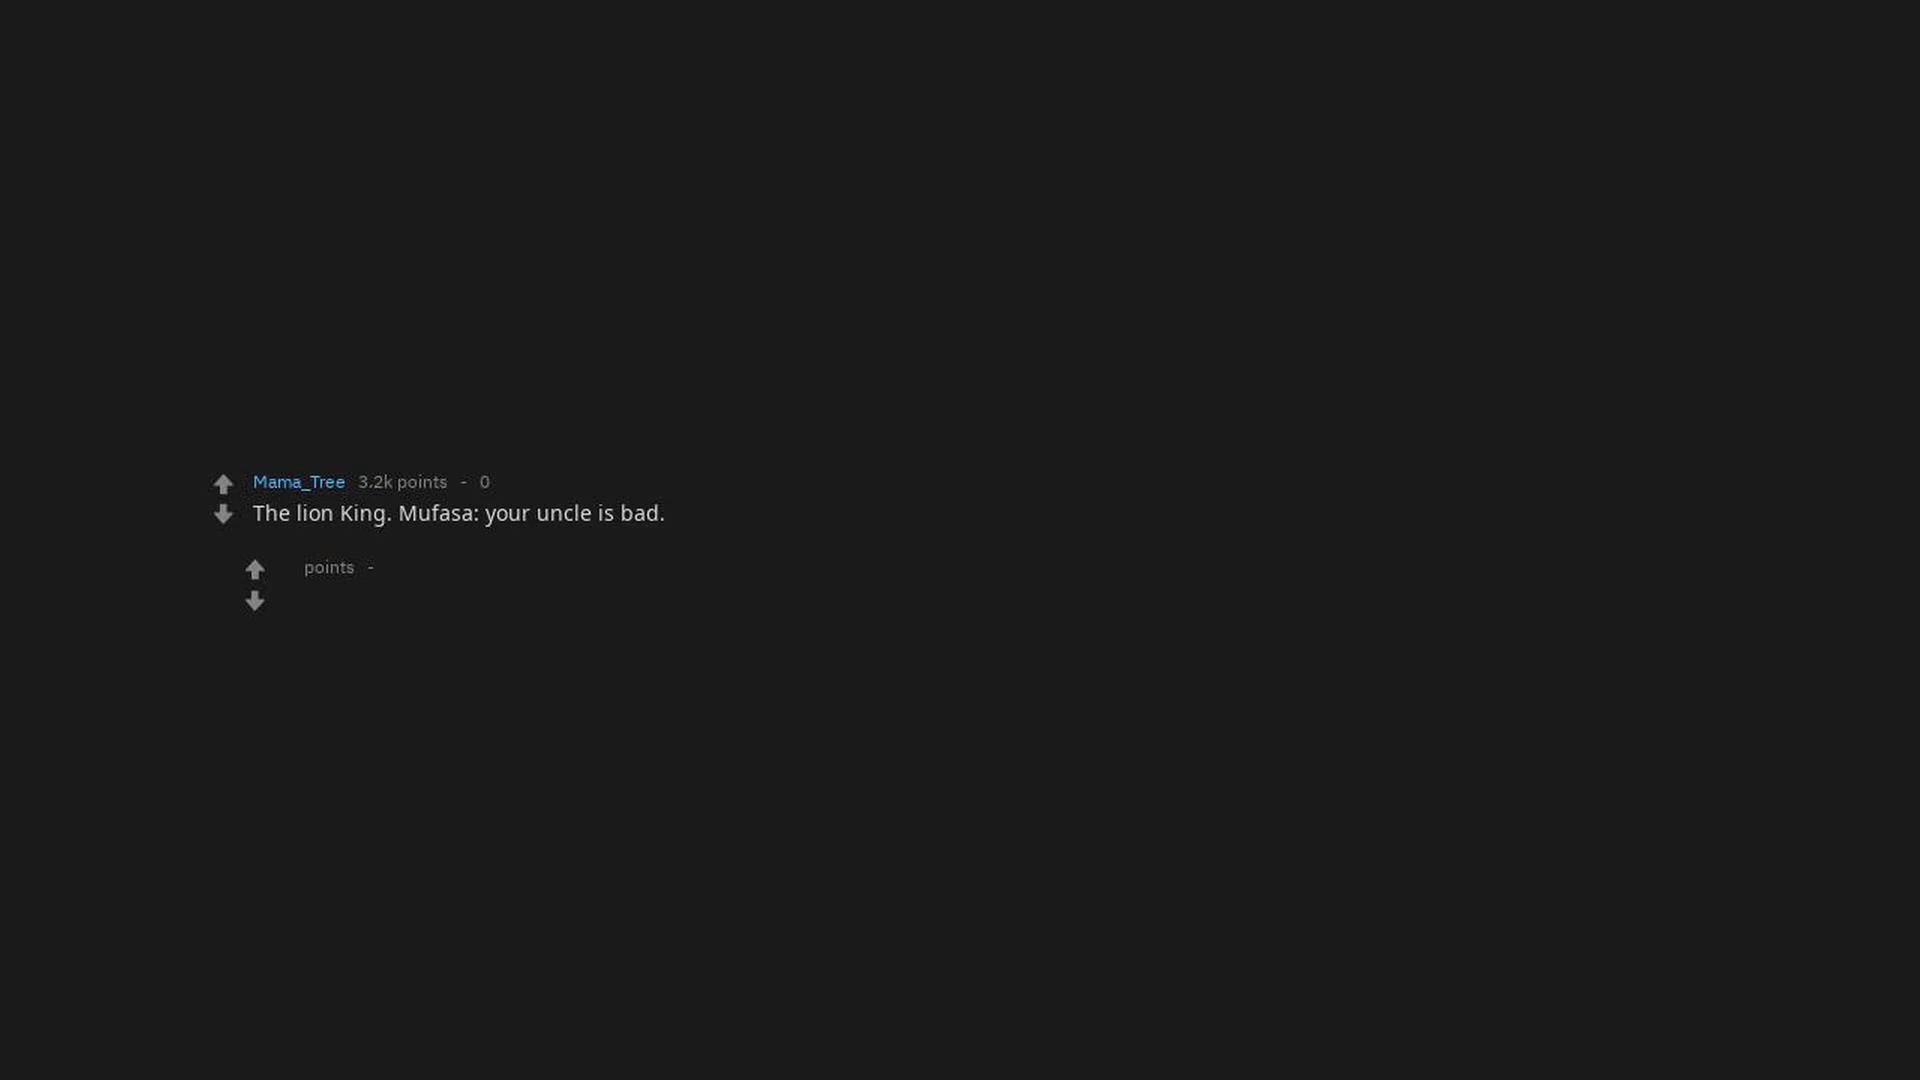 Mama_Tree 3.2k points - 0
The lion King. Mufasa: your uncle is bad.
points -